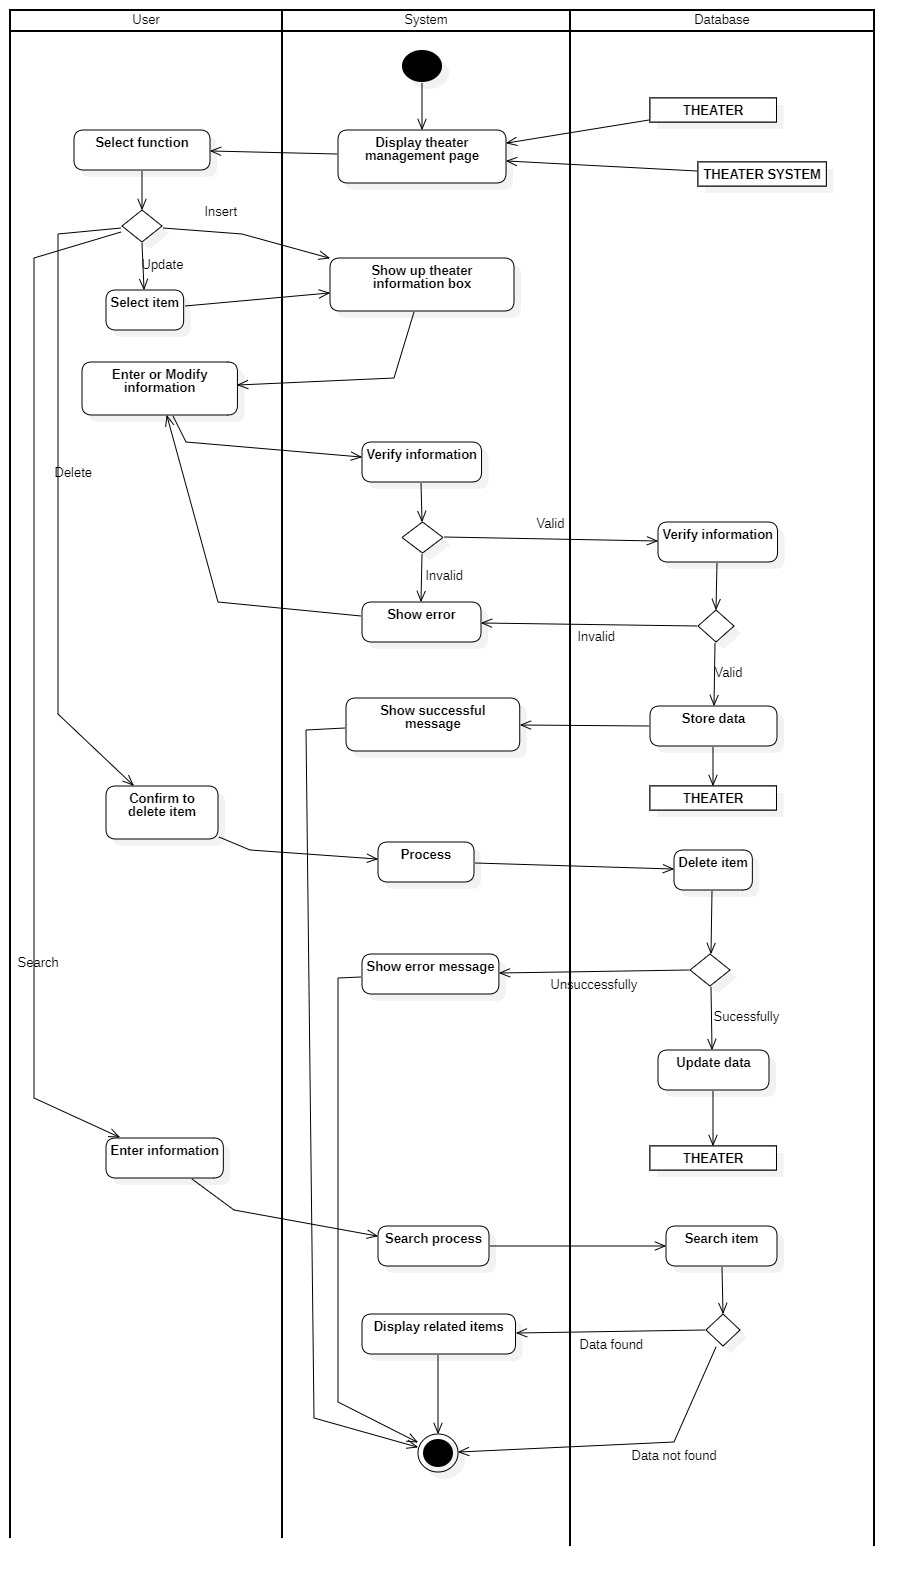 User
System
Database
THEATER
Select function
Display theater
management page
THEATER SYSTEM
Insert
Update
Show up theater
information box
Select item
Enter or Modify
information
Verify information
Delete
Valid
Verify information
Invalid
Show error
Invalid
Valid
Show successful
message
Store data
Confirm to
delete item
THEATER
Process
Delete item
Search
Show error message
Unsuccessfully
Sucessfully
Update data
Enter information
THEATER
Search process
Search item
Display related items
Data found
Data not found